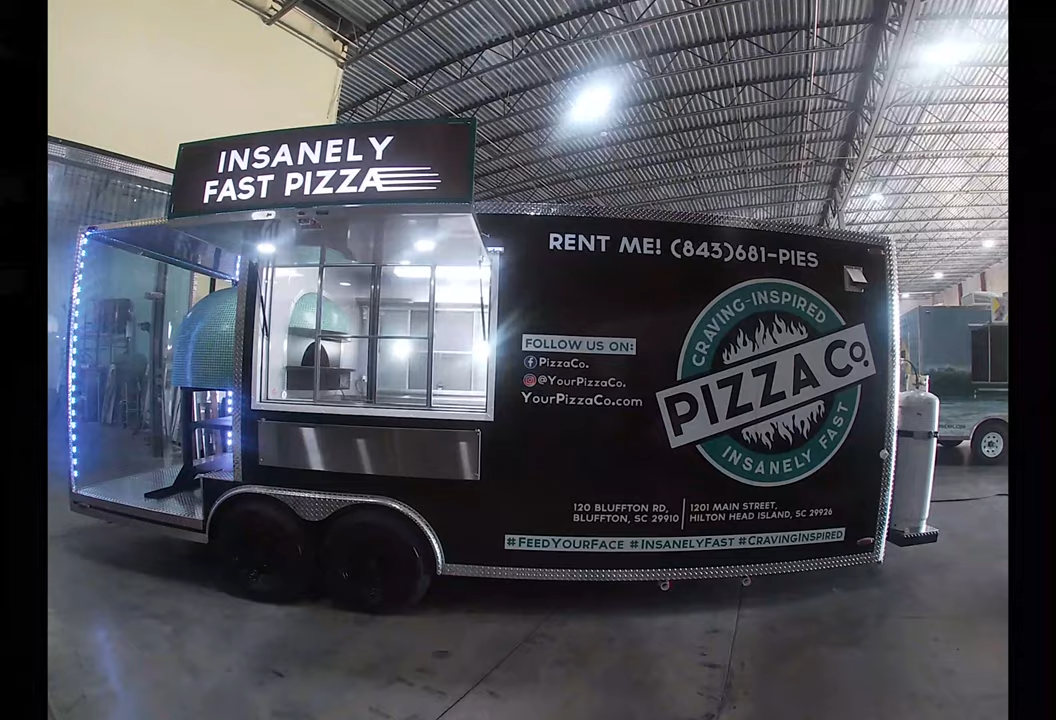 INSANELY
FAST PIZZA
RENT ME! (843)681-PIES
FOLLOW US ON:
PizzaCo.
@YourPizzaCo.
YourPizzaCo.com
CRAVING-INSPIRED
PIZZA Co.
INSANELY FAST
120 BLUFFTON RD,
BLUFFTON, SC 29910
1201 MAIN STREET,
HILTON HEAD ISLAND, SC 29926
#FEEDYOURFACE #INSANELYFAST #CRAVINGINSPIRED